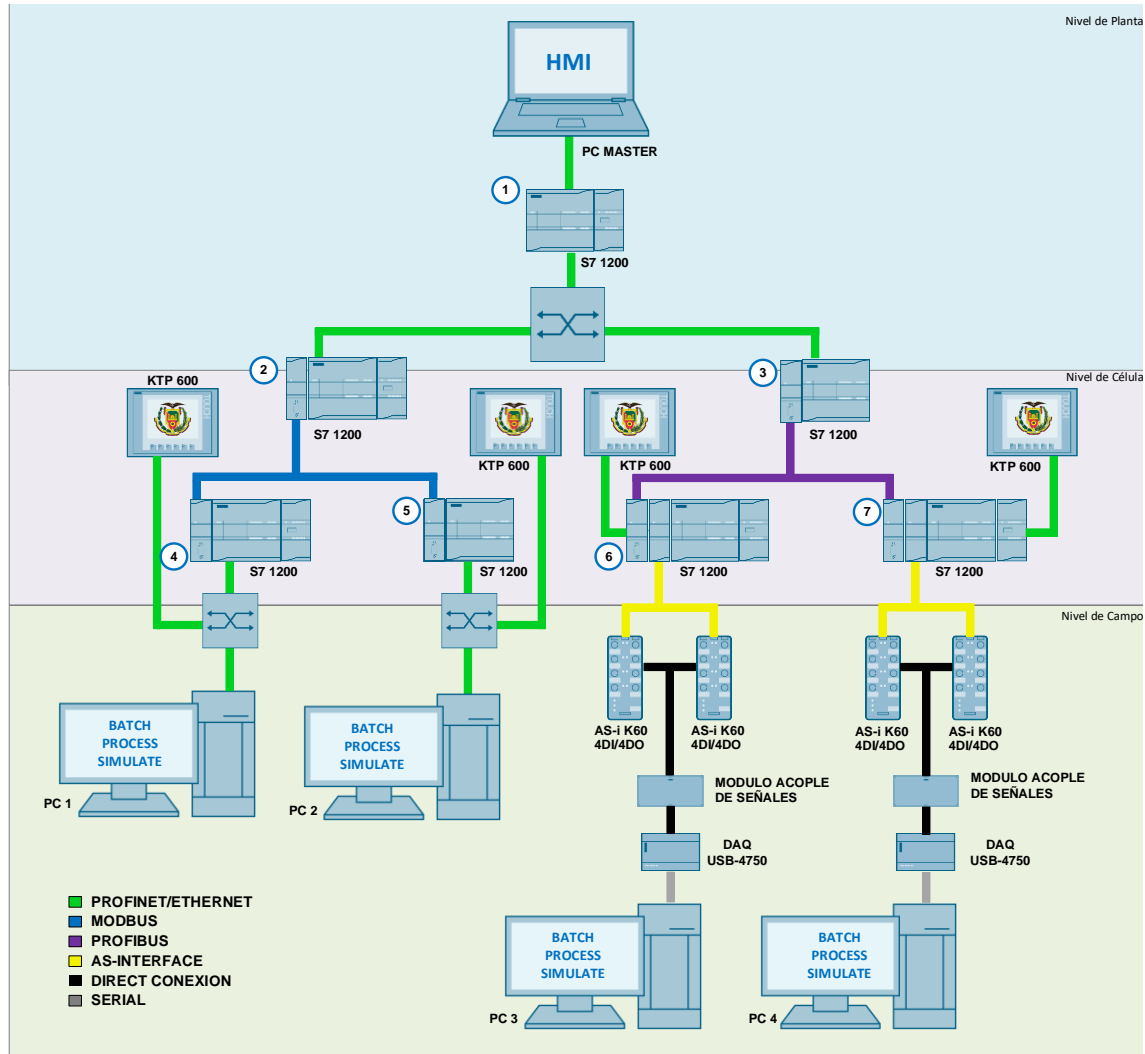 Nivel de Planta
HMI
PC MASTER
1
S7 1200
2
3
Nivel de Célula
KTP 600
S7 1200
KTP 600
KTP 600
S7 1200
KTP 600
4
S7 1200
5
S7 1200
6
S7 1200
7
S7 1200
Nivel de Campo
AS-i K60
4DI/4DO
AS-i K60
4DI/4DO
AS-i K60
4DI/4DO
AS-i K60
4DI/4DO
BATCH
PROCESS
SIMULATE
PC 1
BATCH
PROCESS
SIMULATE
PC 2
MODULO ACOPLE
DE SEÑALES
MODULO ACOPLE
DE SEÑALES
DAQ
USB-4750
DAQ
USB-4750
PROFINET/ETHERNET
MODBUS
PROFIBUS
AS-INTERFACE
DIRECT CONEXION
SERIAL
BATCH
PROCESS
SIMULATE
PC 3
BATCH
PROCESS
SIMULATE
PC 4